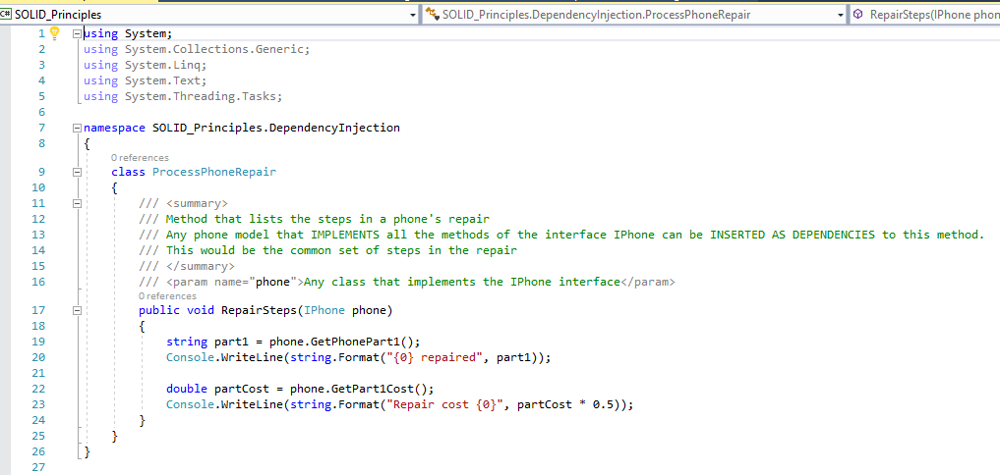 C# SOLID_Principles SOLID_Principles.DependencyInjection.ProcessPhoneRepair RepairSteps(IPhone phon
1 using System;
2 using System.Collections.Generic;
3 using System.Linq;
4 using System.Text;
5 using System.Threading.Tasks;
6
7 namespace SOLID_Principles.DependencyInjection
8 {
0 references
9 class ProcessPhoneRepair
10 {
11 /// <summary>
12 /// Method that lists the steps in a phone's repair
13 /// Any phone model that IMPLEMENTS all the methods of the interface IPhone can be INSERTED AS DEPENDENCIES to this method.
14 /// This would be the common set of steps in the repair
15 /// </summary>
16 /// <param name="phone">Any class that implements the IPhone interface</param>
0 references
17 public void RepairSteps(IPhone phone)
18 {
19 string part1 = phone.GetPhonePart1();
20 Console.WriteLine(string.Format("{0} repaired", part1));
21
22 double partCost = phone.GetPart1Cost();
23 Console.WriteLine(string.Format("Repair cost {0}", partCost * 0.5));
24 }
25 }
26 }
27